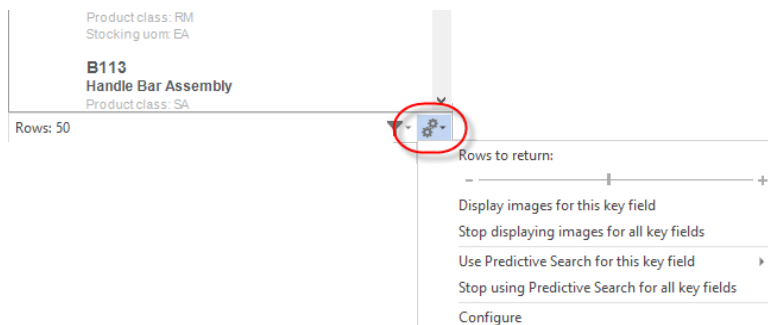 Product class: RM
Stocking uom: EA
B113
Handle Bar Assembly
Product class: SA
Rows: 50
Rows to return:
- +
Display images for this key field
Stop displaying images for all key fields
Use Predictive Search for this key field
Stop using Predictive Search for all key fields
Configure